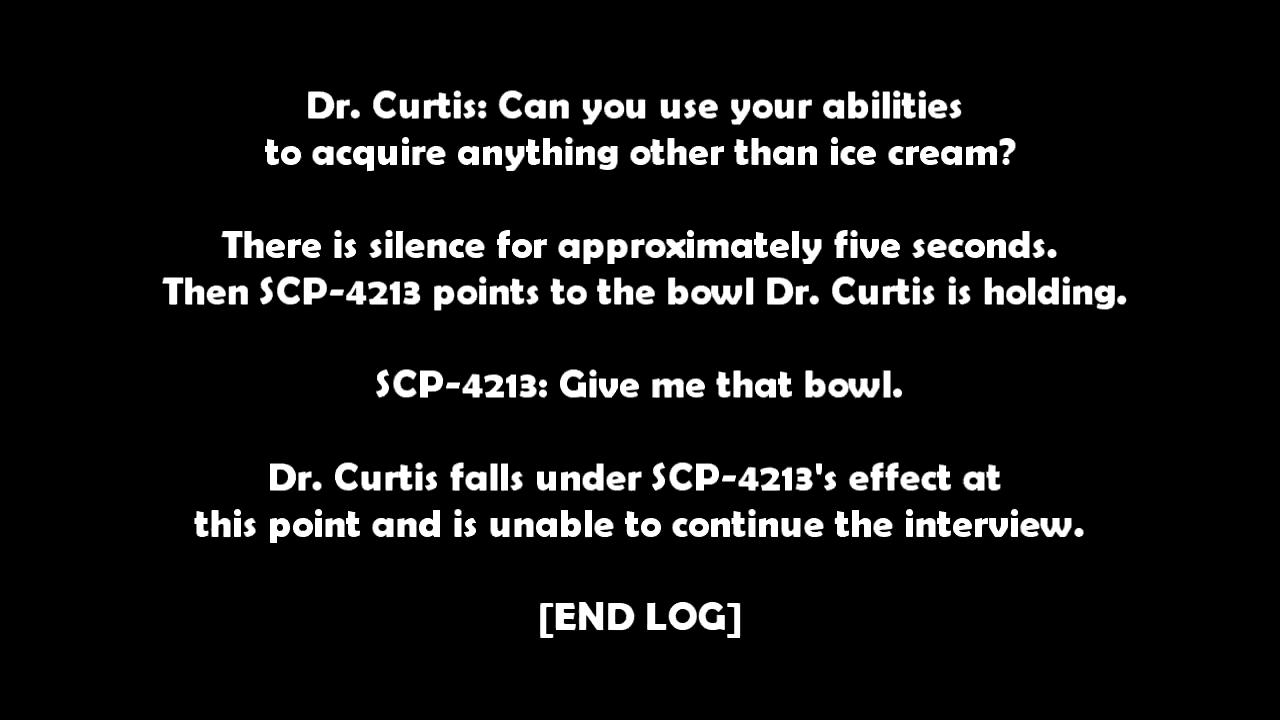 Dr. Curtis: Can you use your abilities
to acquire anything other than ice cream?
There is silence for approximately five seconds.
Then SCP-4213 points to the bowl Dr. Curtis is holding.
SCP-4213: Give me that bowl.
Dr. Curtis falls under SCP-4213's effect at
this point and is unable to continue the interview.
[END LOG]